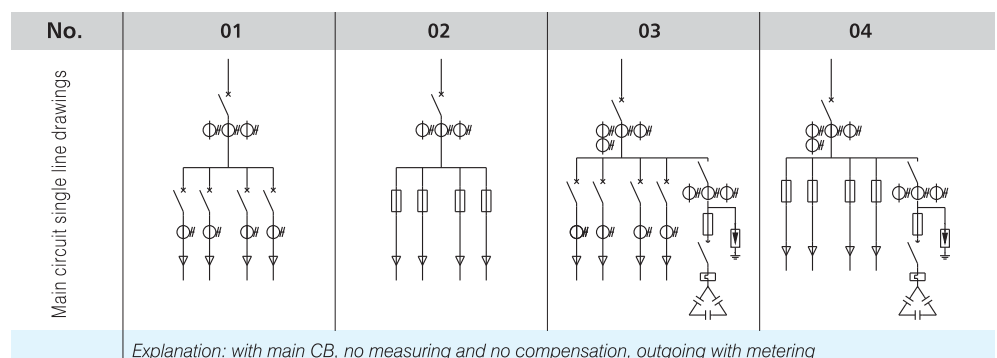 No. 01 02 03 04
Main circuit single line drawings
Explanation: with main CB, no measuring and no compensation, outgoing with metering